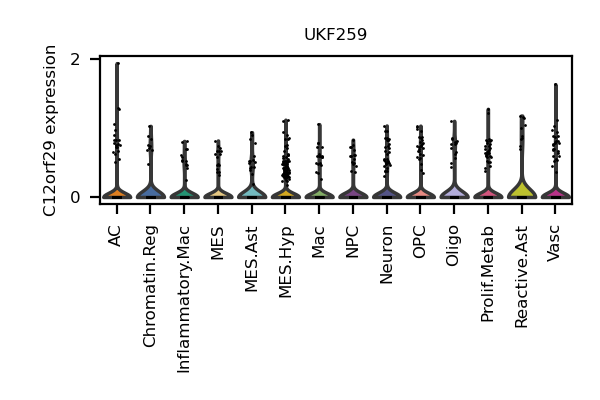 UKF259
C12orf29 expression
2
0
AC
Chromatin.Reg
Inflammatory.Mac
MES
MES.Ast
MES.Hyp
Mac
NPC
Neuron
OPC
Oligo
Prolif.Metab
Reactive.Ast
Vasc